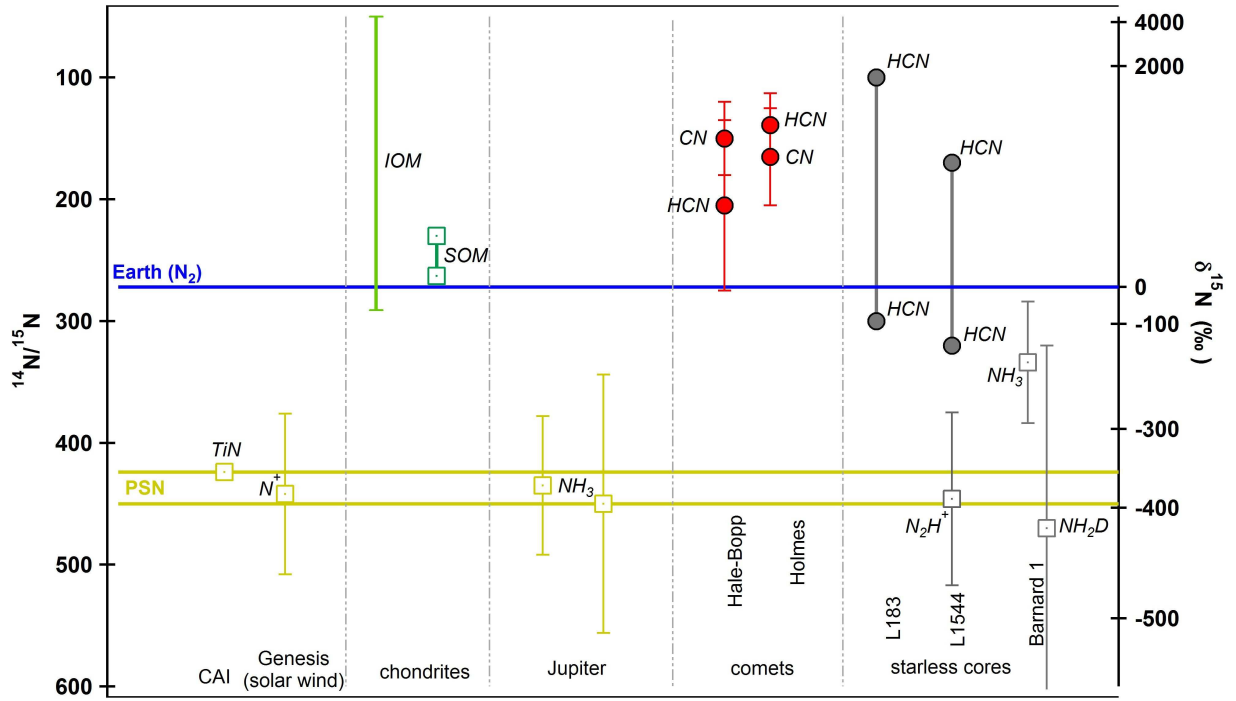 4000
100
2000
HCN
HCN
CN
CN
HCN
IOM
200
HCN
SOM
Earth (N₂)
0
δ¹⁵N (‰)
300
HCN
-100
HCN
¹⁴N/¹⁵N
NH₃
400
-300
TiN
PSN
N⁺
NH₃
-400
N₂H⁺
NH₂D
500
Hale-Bopp
Holmes
L183
L1544
Barnard 1
-500
CAI
Genesis
(solar wind)
chondrites
Jupiter
comets
starless cores
600